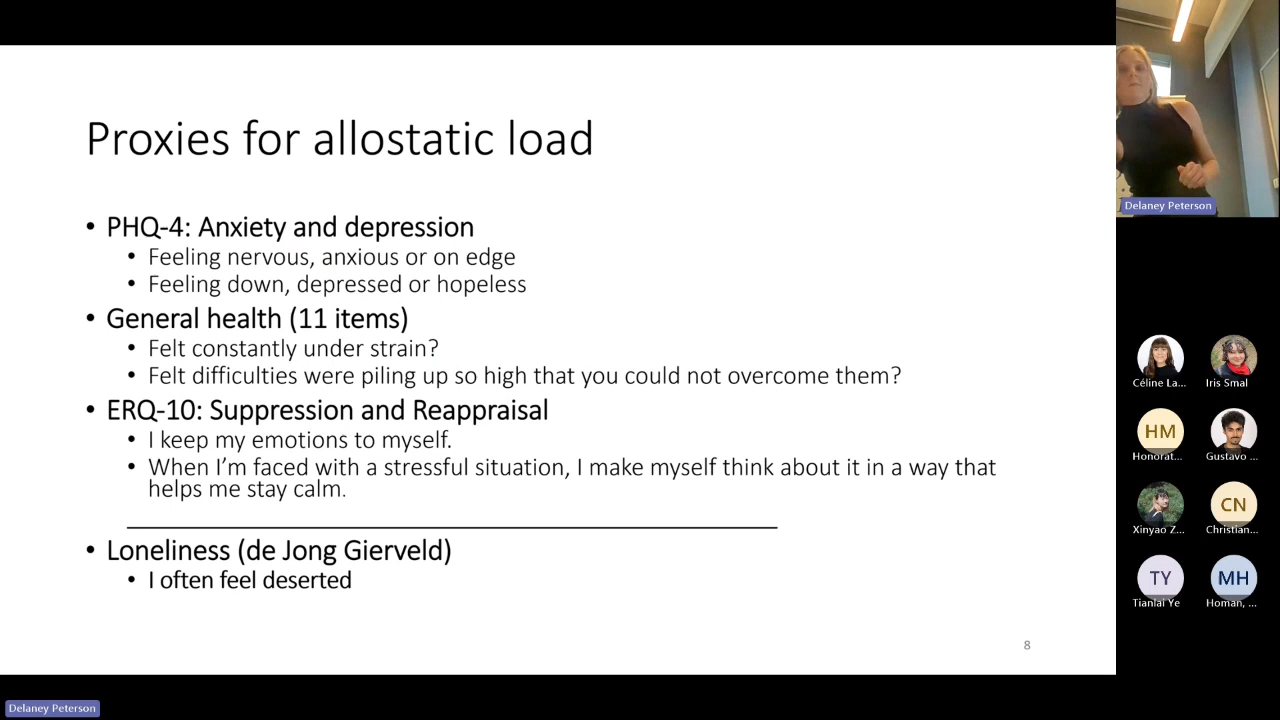 Proxies for allostatic load
• PHQ-4: Anxiety and depression
• Feeling nervous, anxious or on edge
• Feeling down, depressed or hopeless
• General health (11 items)
• Felt constantly under strain?
• Felt difficulties were piling up so high that you could not overcome them?
• ERQ-10: Suppression and Reappraisal
• I keep my emotions to myself.
• When I’m faced with a stressful situation, I make myself think about it in a way that
helps me stay calm.
• Loneliness (de Jong Gierveld)
• I often feel deserted
8
Delaney Peterson
Céline La...
Iris Smal
HM
Honorat...
Gustavo ...
Xinyao Z...
CN
Christian...
TY
Tianlai Ye
MH
Homan, ...
Delaney Peterson